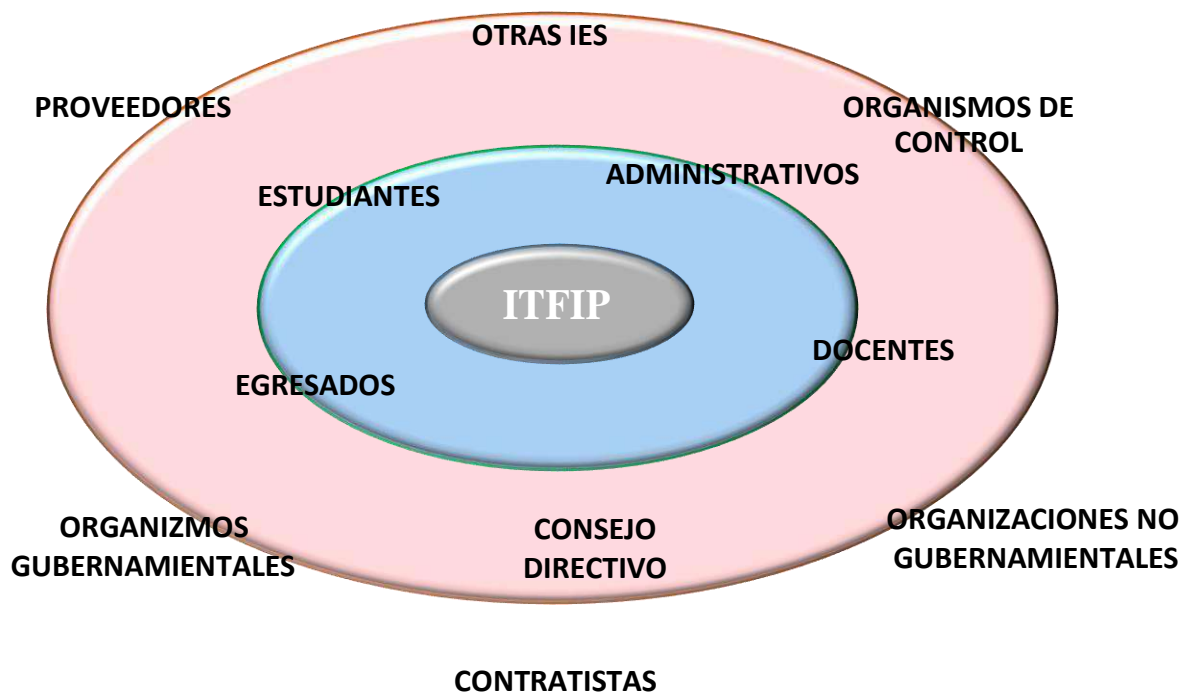 OTRAS IES
PROVEEDORES
ORGANISMOS DE
CONTROL
ADMINISTRATIVOS
ESTUDIANTES
ITFIP
DOCENTES
EGRESADOS
ORGANIZMOS
GUBERNAMIENTALES
CONSEJO
DIRECTIVO
ORGANIZACIONES NO
GUBERNAMIENTALES
CONTRATISTAS